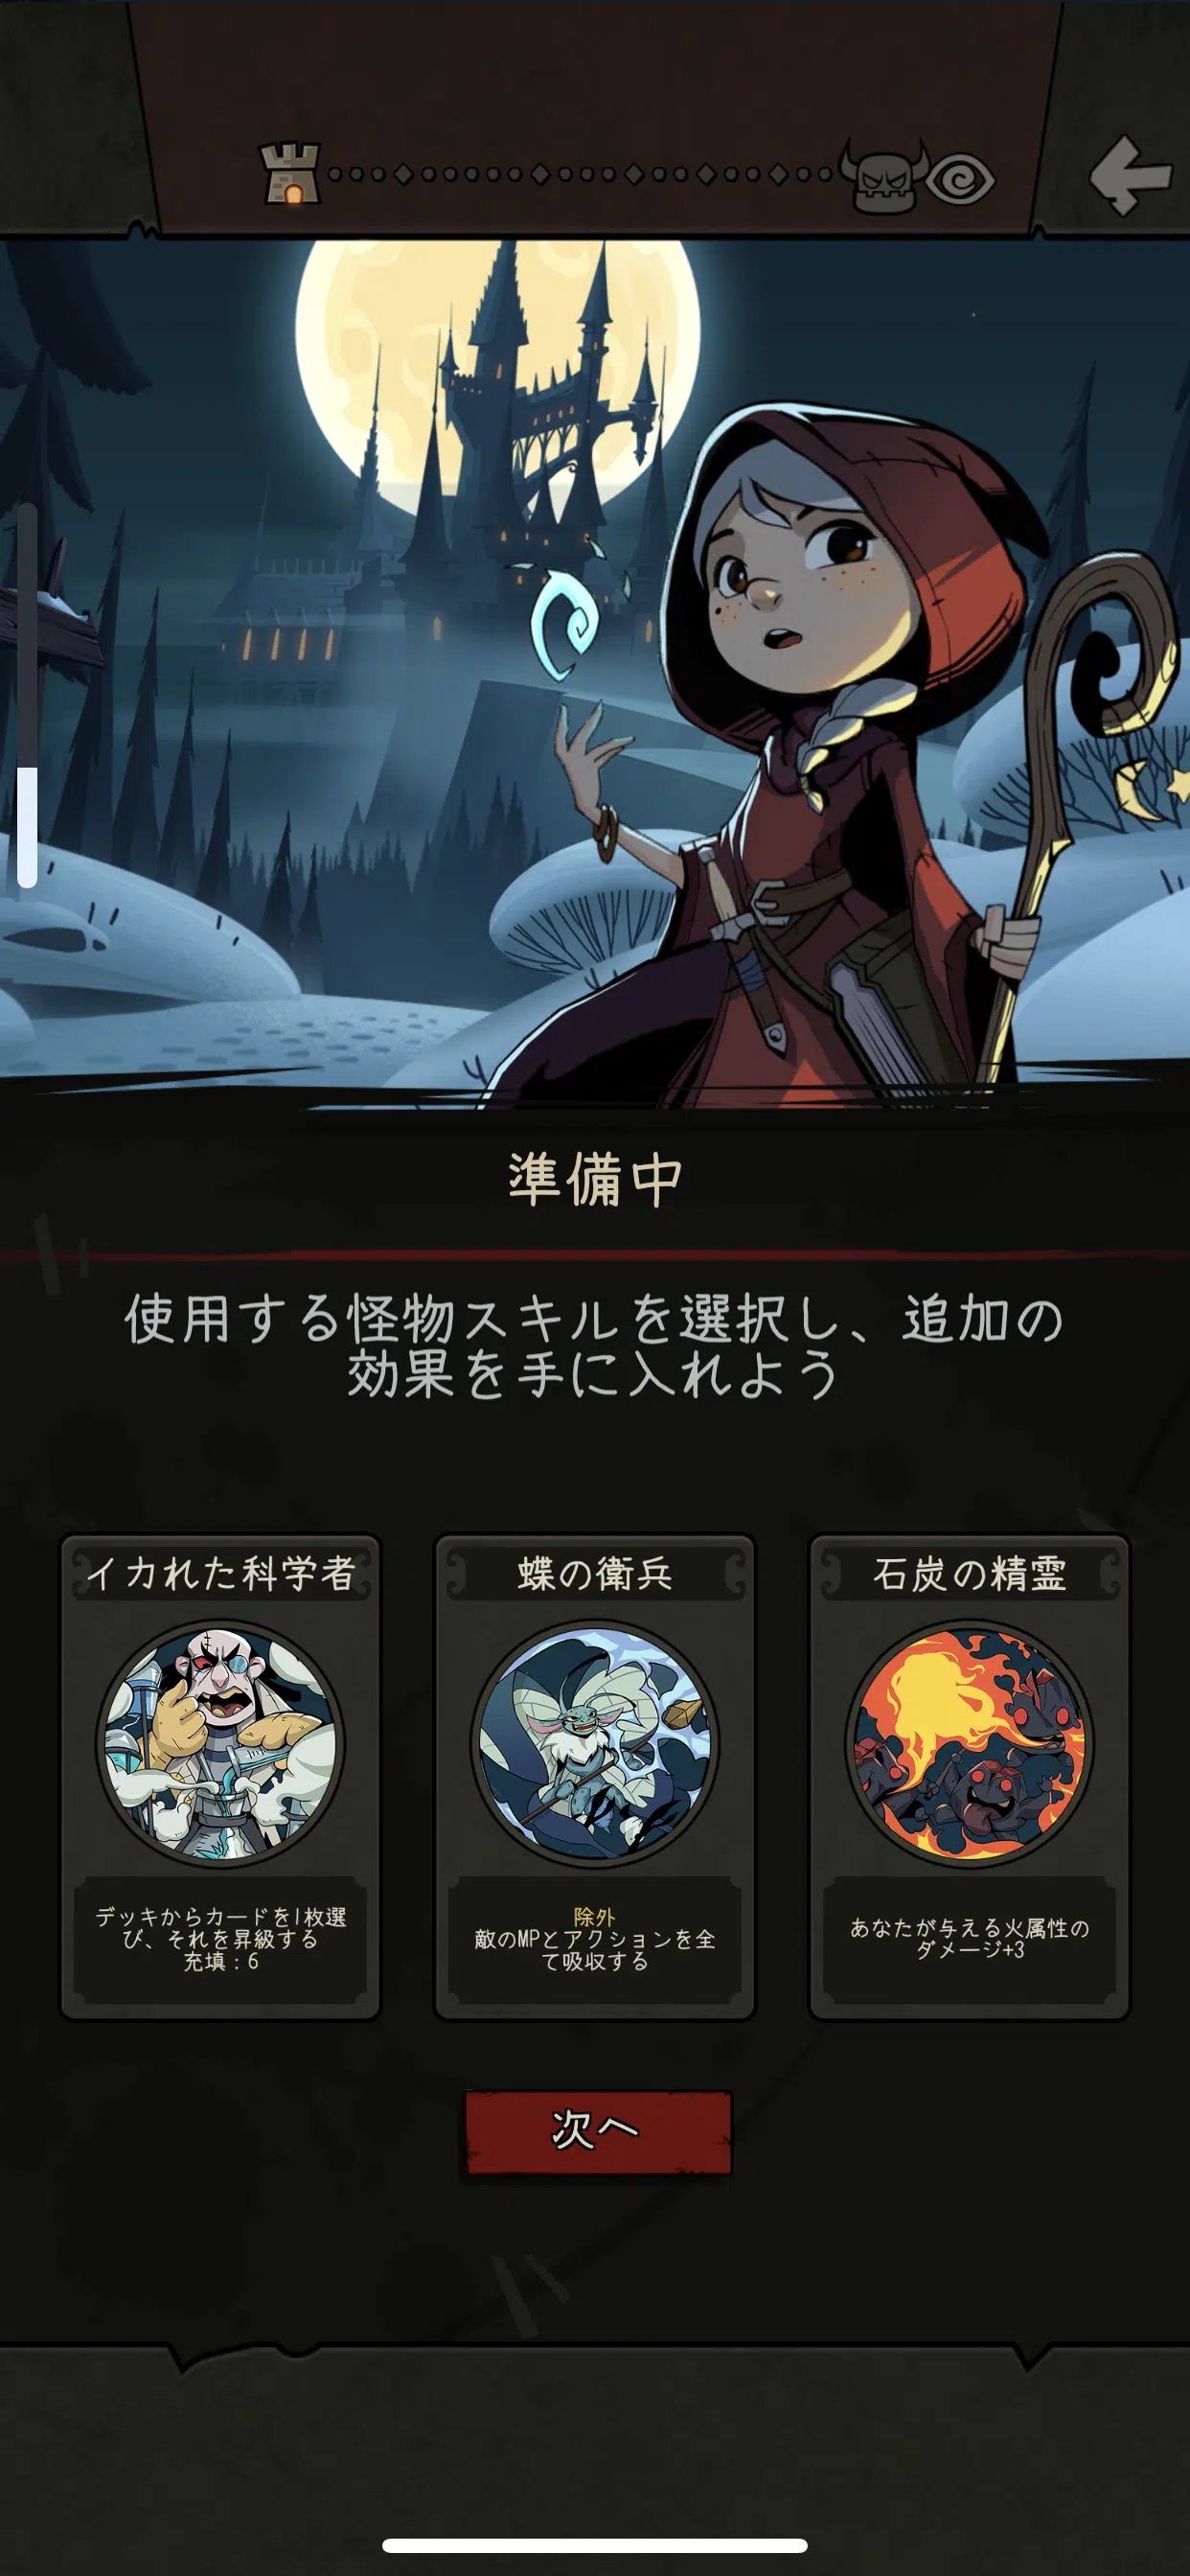 準備中
使用する怪物スキルを選択し、追加の
効果を手に入れよう
イカれた科学者
デッキからカードを1枚選
び、それを昇級する
充填：6
蝶の衛兵
除外
敵のMPとアクションを全
て吸収する
石炭の精霊
あなたが与える火属性の
ダメージ+3
次へ